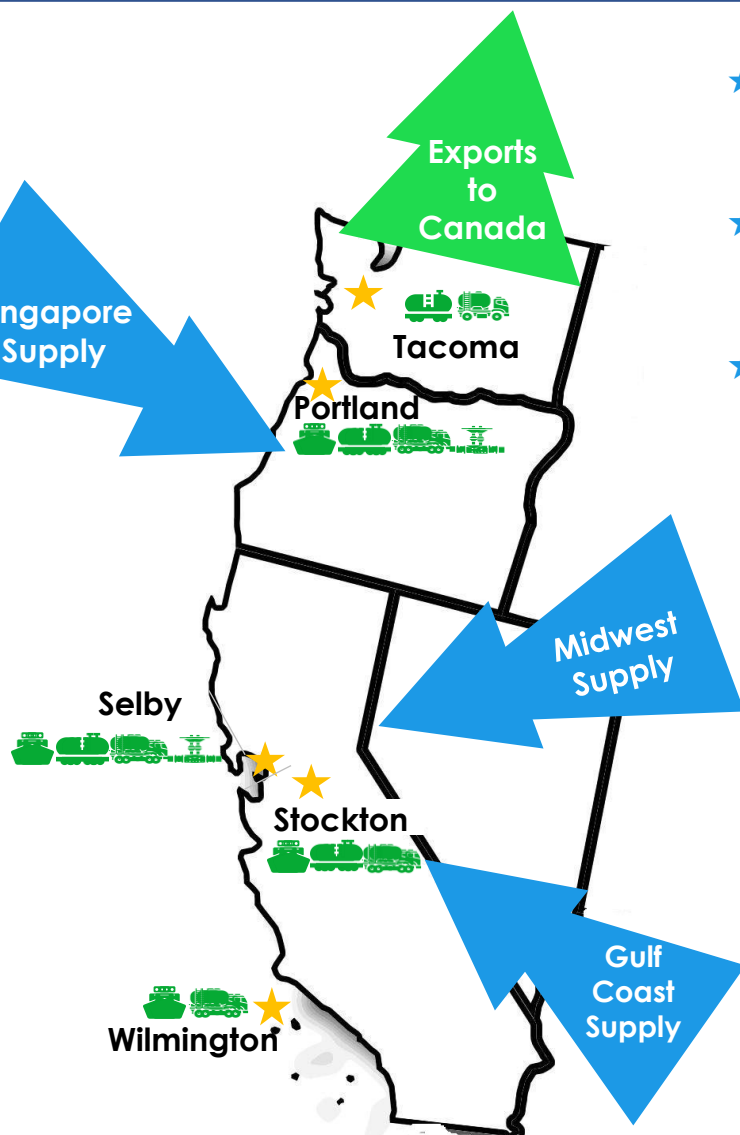 Exports
to
Canada
ngapore
Supply
Tacoma
Portland
Midwest
Supply
Selby
Stockton
Gulf
Coast
Supply
Wilmington